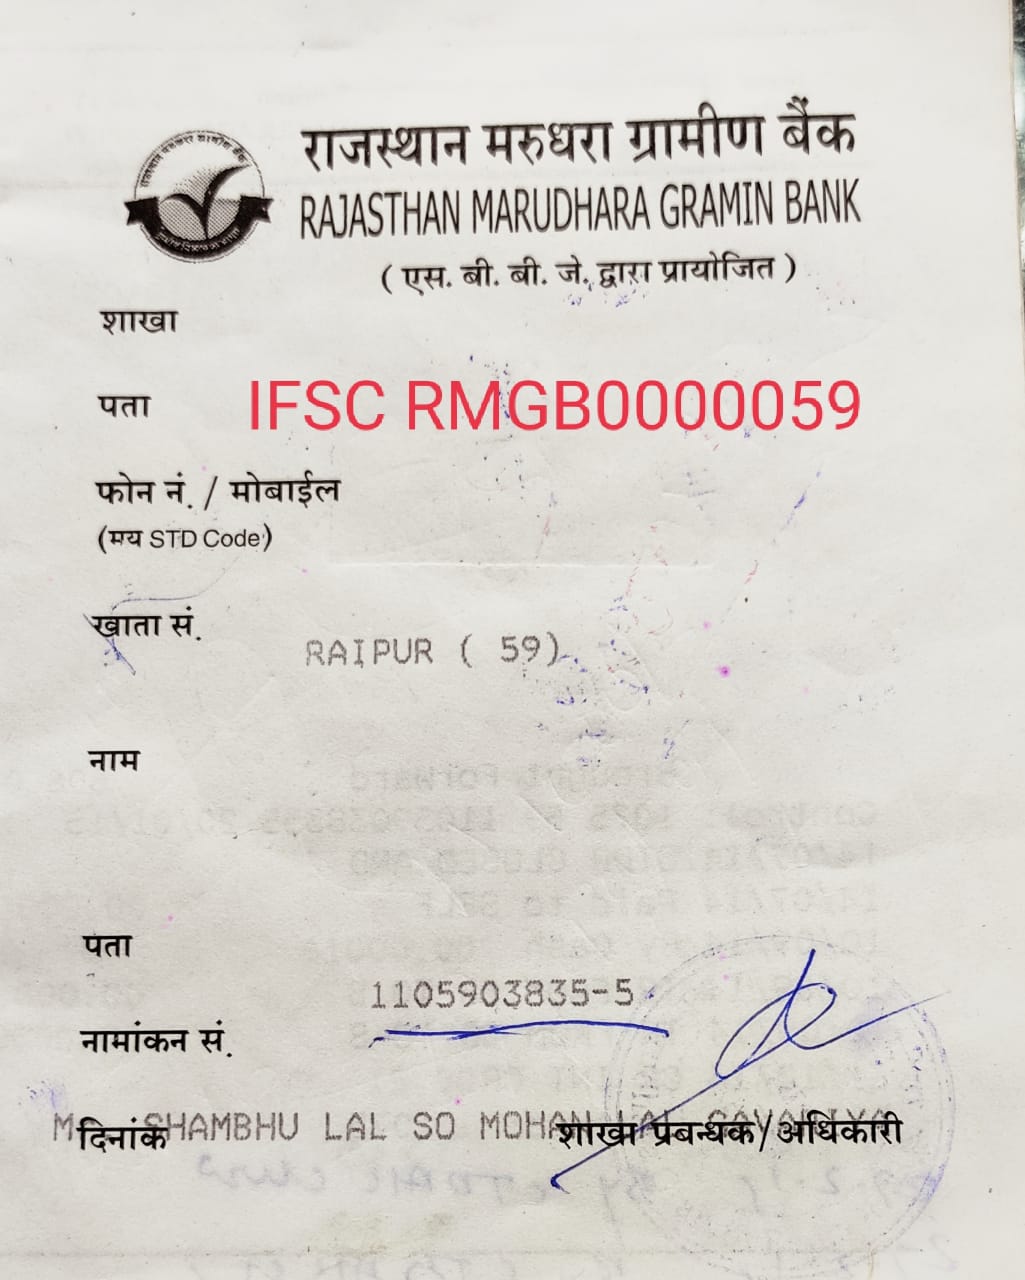 राजस्थान मरुधरा ग्रामीण बैंक
RAJASTHAN MARUDHARA GRAMIN BANK
( एस. बी. बी. जे. द्वारा प्रायोजित )
शाखा
पता
IFSC RMGB0000059
फोन नं. / मोबाईल
(मय STD Code)
खाता सं.
RAIPUR ( 59)
नाम
पता
1105903835-5
नामांकन सं.
SHAMBHU LAL SO MOHAN LAL
दिनांक
शाखा प्रबन्धक/अधिकारी